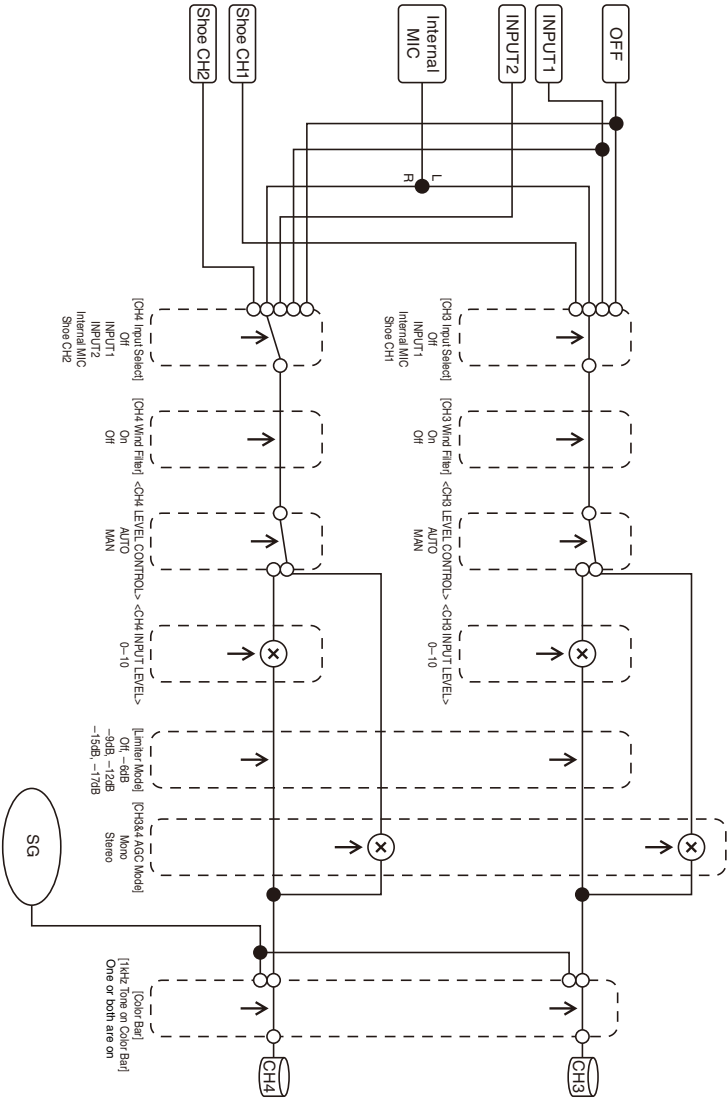 OFF
INPUT1
INPUT2
Internal
MIC
L
R
Shoe CH1
Shoe CH2
[CH3 Input Select]
Off
INPUT1
Internal MIC
Shoe CH1
[CH3 Wind Filter]
On
Off
<CH3 LEVEL CONTROL>
AUTO
MAN
<CH3 INPUT LEVEL>
0–10
[CH4 Input Select]
Off
INPUT1
INPUT2
Internal MIC
Shoe CH2
[CH4 Wind Filter]
On
Off
<CH4 LEVEL CONTROL>
AUTO
MAN
<CH4 INPUT LEVEL>
0–10
[Limiter Mode]
Off, –6dB
–9dB, –12dB
–15dB, –17dB
[CH3&4 AGC Mode]
Mono
Stereo
SG
[Color Bar]
[1kHz Tone on Color Bar]
One or both are on
CH3
CH4